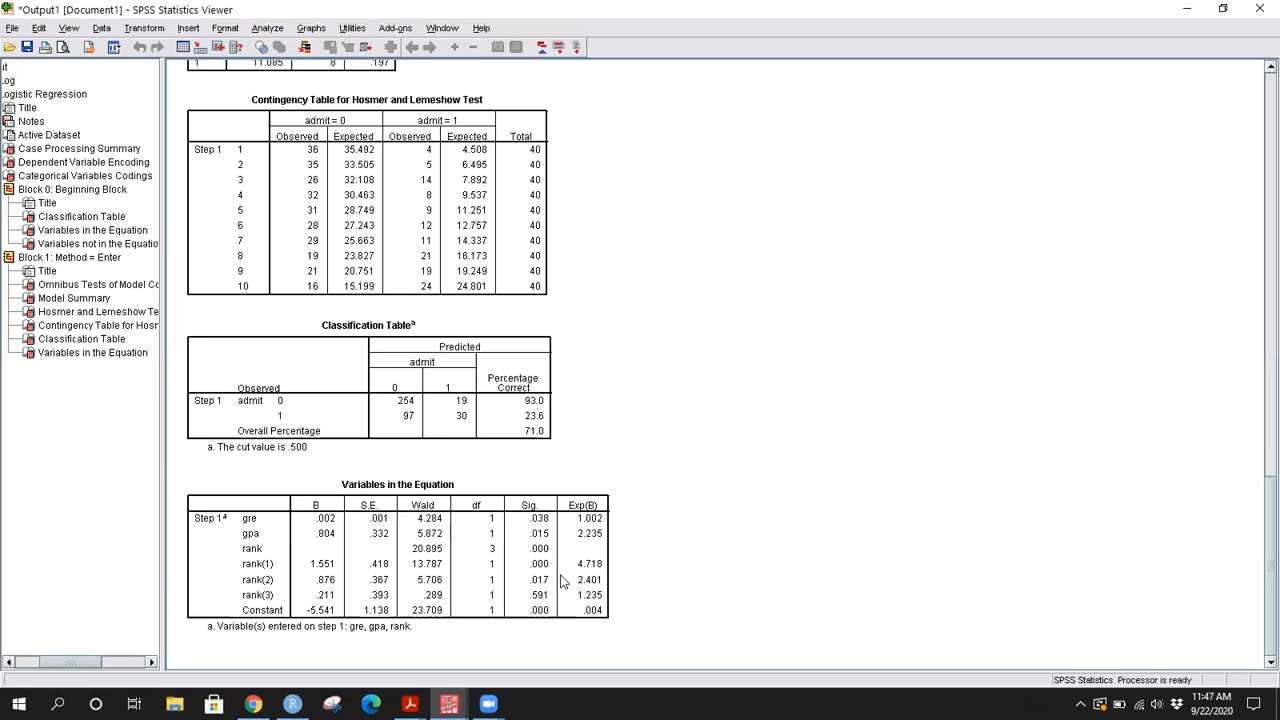 *Output1 [Document1] - SPSS Statistics Viewer
File Edit View Data Transform Insert Format Analyze Graphs Utilities Add-ons Window Help
it
.og
.ogistic Regression
Title
Notes
Active Dataset
Case Processing Summary
Dependent Variable Encoding
Categorical Variables Codings
Block 0: Beginning Block
Title
Classification Table
Variables in the Equation
Variables not in the Equatio
Block 1: Method = Enter
Title
Omnibus Tests of Model Co
Model Summary
Hosmer and Lemeshow Te
Contingency Table for Hosr
Classification Table
Variables in the Equation
1 11.085 8 .197
Contingency Table for Hosmer and Lemeshow Test
admit = 0 admit = 1
Observed Expected Observed Expected Total
Step 1 1 36 35.492 4 4.508 40
2 35 33.505 5 6.495 40
3 26 32.108 14 7.892 40
4 32 30.463 8 9.537 40
5 31 28.749 9 11.251 40
6 28 27.243 12 12.757 40
7 29 25.663 11 14.337 40
8 19 23.827 21 16.173 40
9 21 20.751 19 19.249 40
10 16 15.199 24 24.801 40
Classification Table a
Predicted
admit
Percentage
Observed 0 1 Correct
Step 1 admit 0 254 19 93.0
1 97 30 23.6
Overall Percentage 71.0
a. The cut value is .500
Variables in the Equation
B S.E. Wald df Sig. Exp(B)
Step 1 a gre .002 .001 4.284 1 .038 1.002
gpa .804 .332 5.872 1 .015 2.235
rank 20.895 3 .000
rank(1) 1.551 .418 13.787 1 .000 4.718
rank(2) .876 .367 5.706 1 .017 2.401
rank(3) .211 .393 .289 1 .591 1.235
Constant -5.541 1.138 23.709 1 .000 .004
a. Variable(s) entered on step 1: gre, gpa, rank.
SPSS Statistics Processor is ready
11:47 AM
9/22/2020